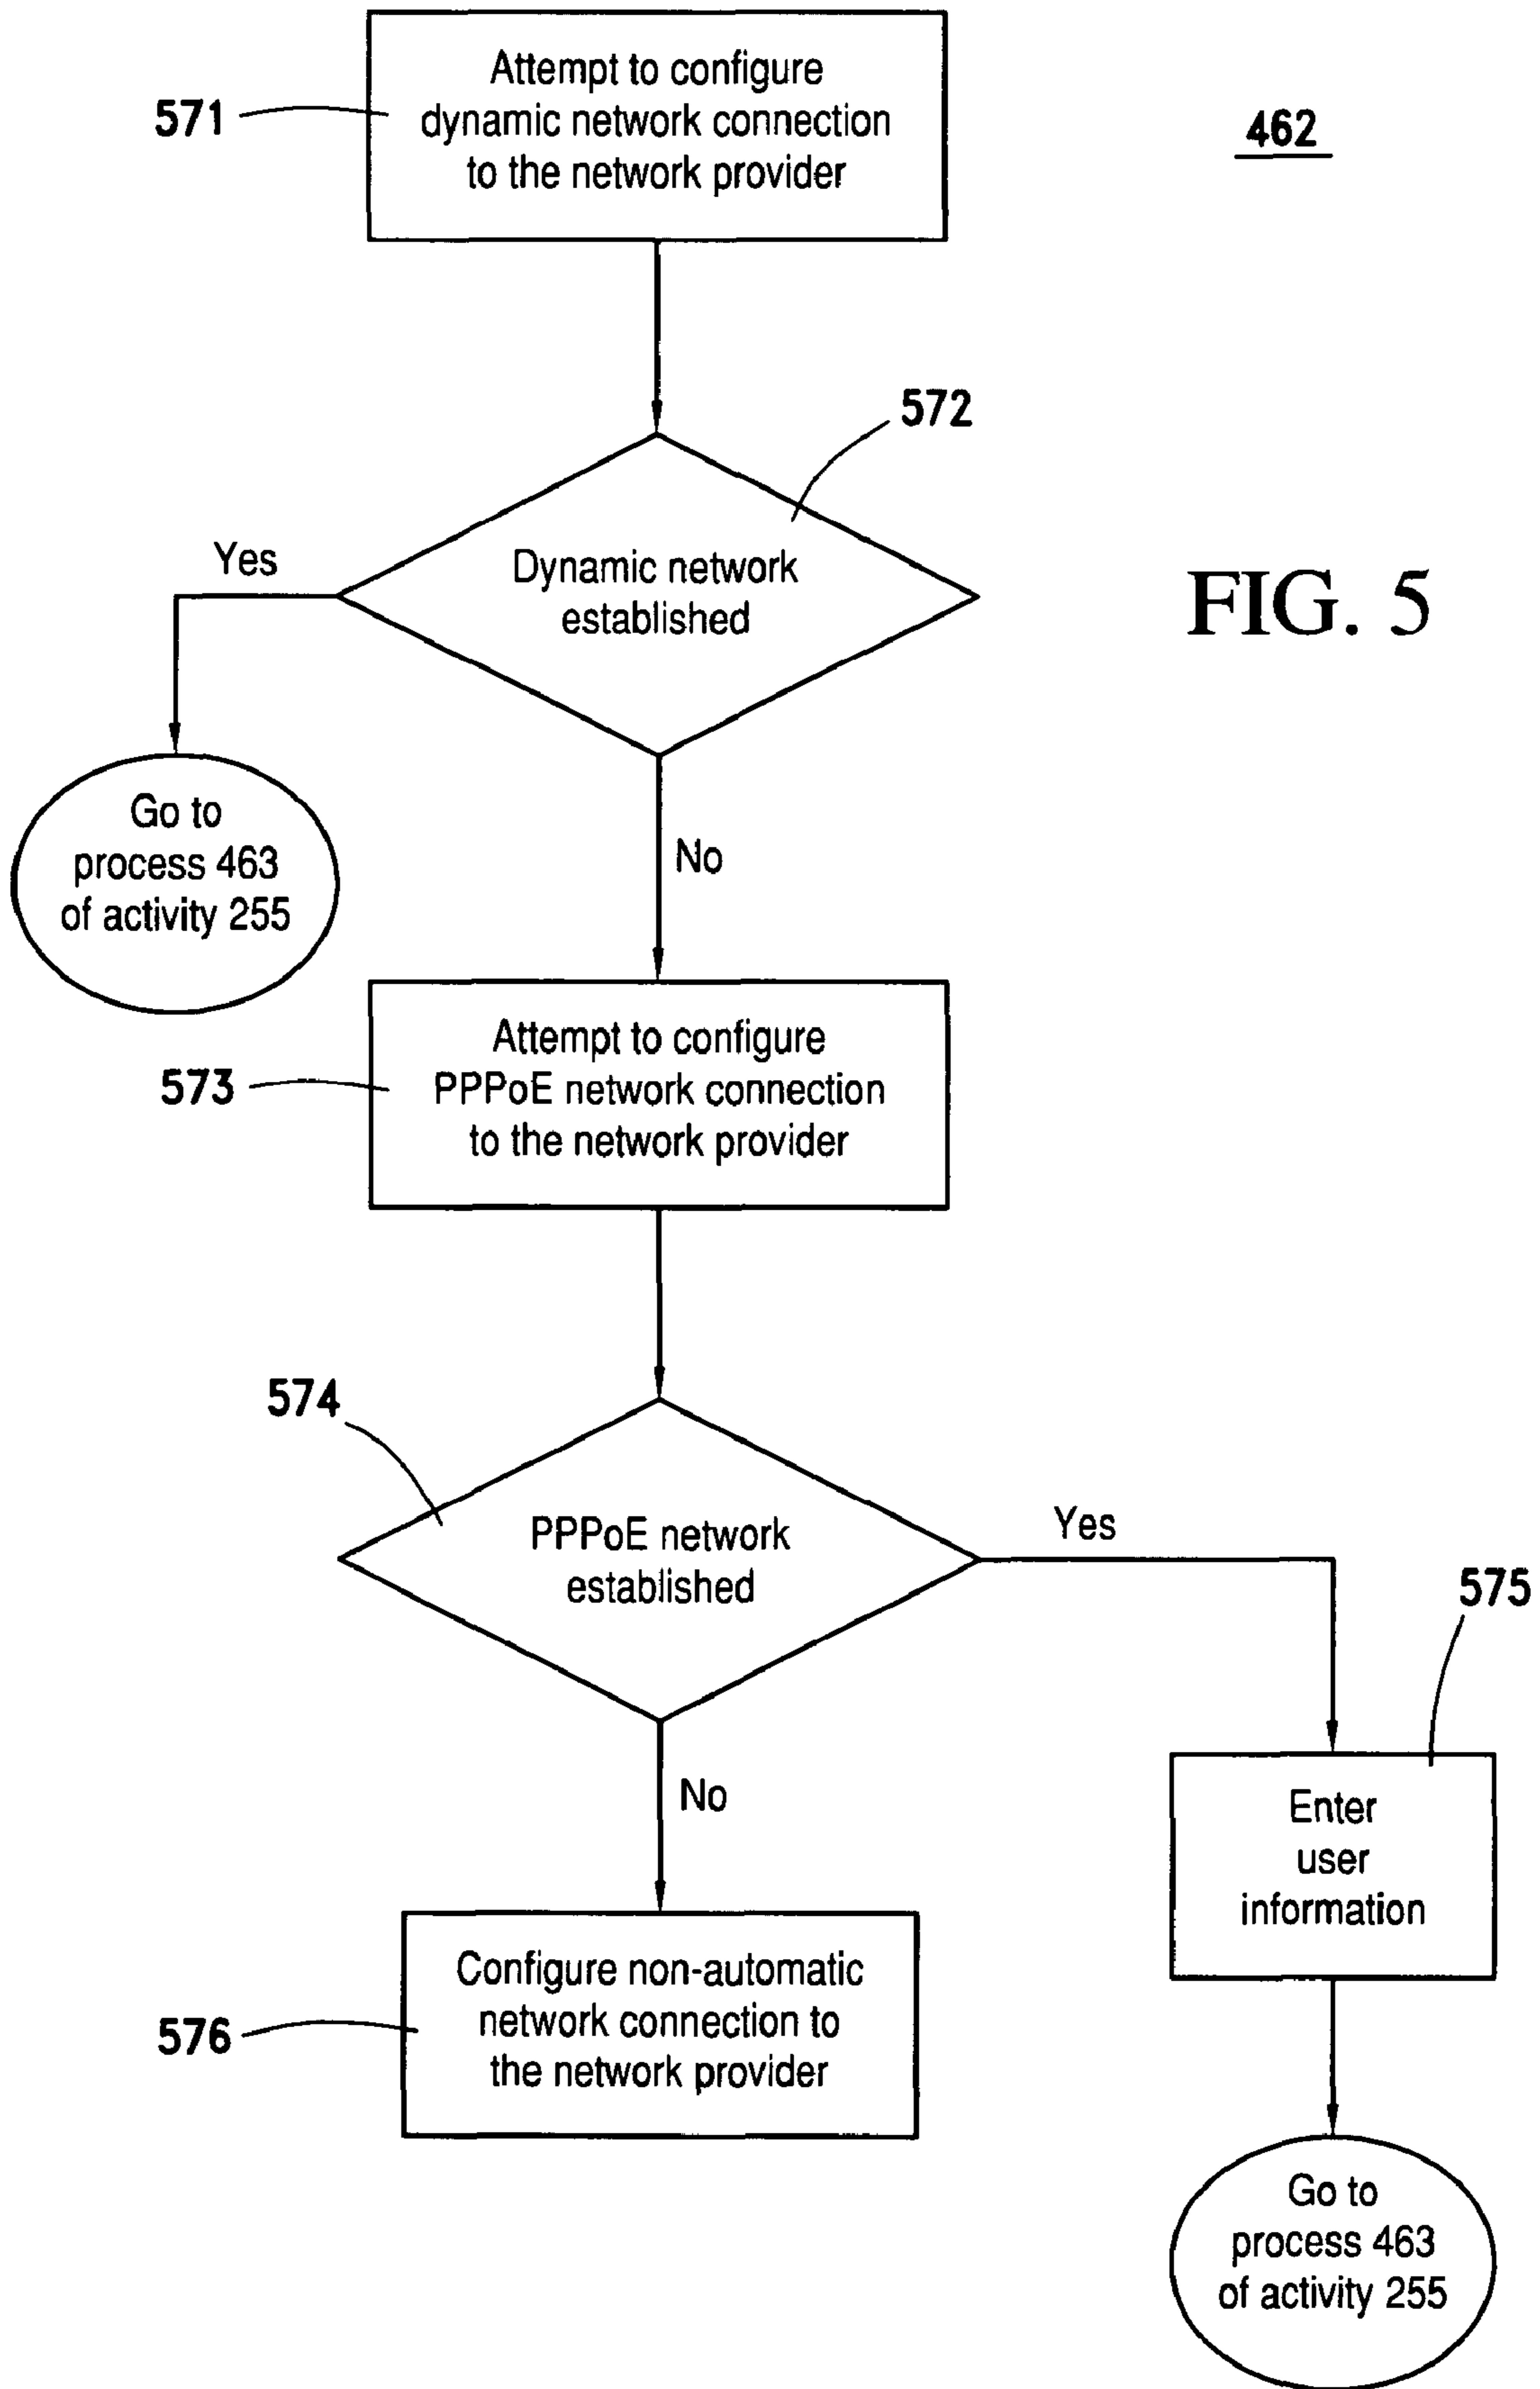 Attempt to configure
dynamic network connection
to the network provider
571
462
572
Dynamic network
established
Yes
FIG. 5
Go to
process 463
of activity 255
No
Attempt to configure
PPPoE network connection
to the network provider
573
574
PPPoE network
established
Yes
575
No
Enter
user
information
Configure non-automatic
network connection to
the network provider
576
Go to
process 463
of activity 255